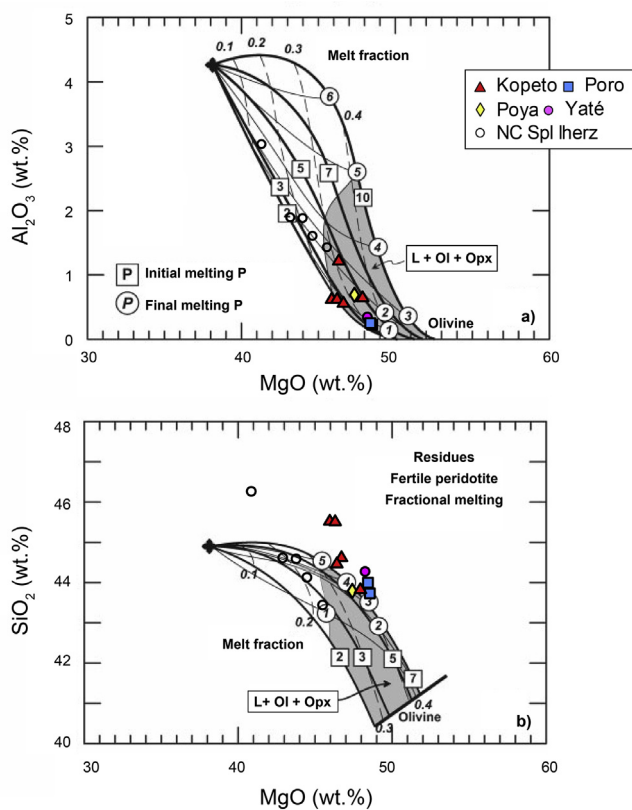 5
4
3
2
1
0
Al2O3 (wt.%)
0.1
0.2
0.3
0.4
Melt fraction
Kopeto
Poro
Poya
Yaté
NC Spl lherz
6
5
4
3
2
1
2
3
5
7
10
P Initial melting P
P Final melting P
L + Ol + Opx
Olivine
a)
30
40
50
60
MgO (wt.%)
48
46
44
42
40
SiO2 (wt.%)
Residues
Fertile peridotite
Fractional melting
0.1
0.2
0.3
0.4
Melt fraction
5
4
3
2
1
2
3
5
7
L+ Ol + Opx
Olivine
b)
30
40
50
60
MgO (wt.%)